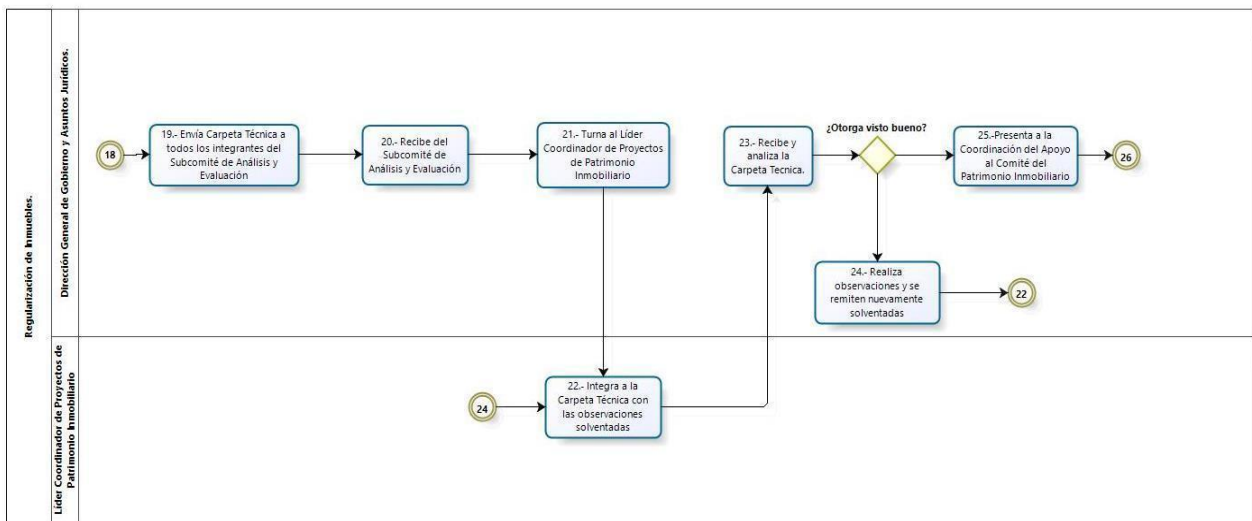 Regularización de Inmuebles.
Dirección General de Gobierno y Asuntos Jurídicos.
18
19.- Envía Carpeta Técnica a
todos los integrantes del
Subcomité de Análisis y
Evaluación
20.- Recibe del
Subcomité de
Análisis y Evaluación
21.- Turna al Líder
Coordinador de Proyectos
de Patrimonio
Inmobiliario
23.- Recibe y
analiza la
Carpeta Tecnica.
¿Otorga visto bueno?
25.-Presenta a la
Coordinación del Apoyo
al Comité del
Patrimonio Inmobiliario
26
24.- Realiza
observaciones y se
remiten nuevamente
solventadas
22
Líder Coordinador de Proyectos de
Patrimonio Inmobiliario
24
22.- Integra a la
Carpeta Técnica con
las observaciones
solventadas